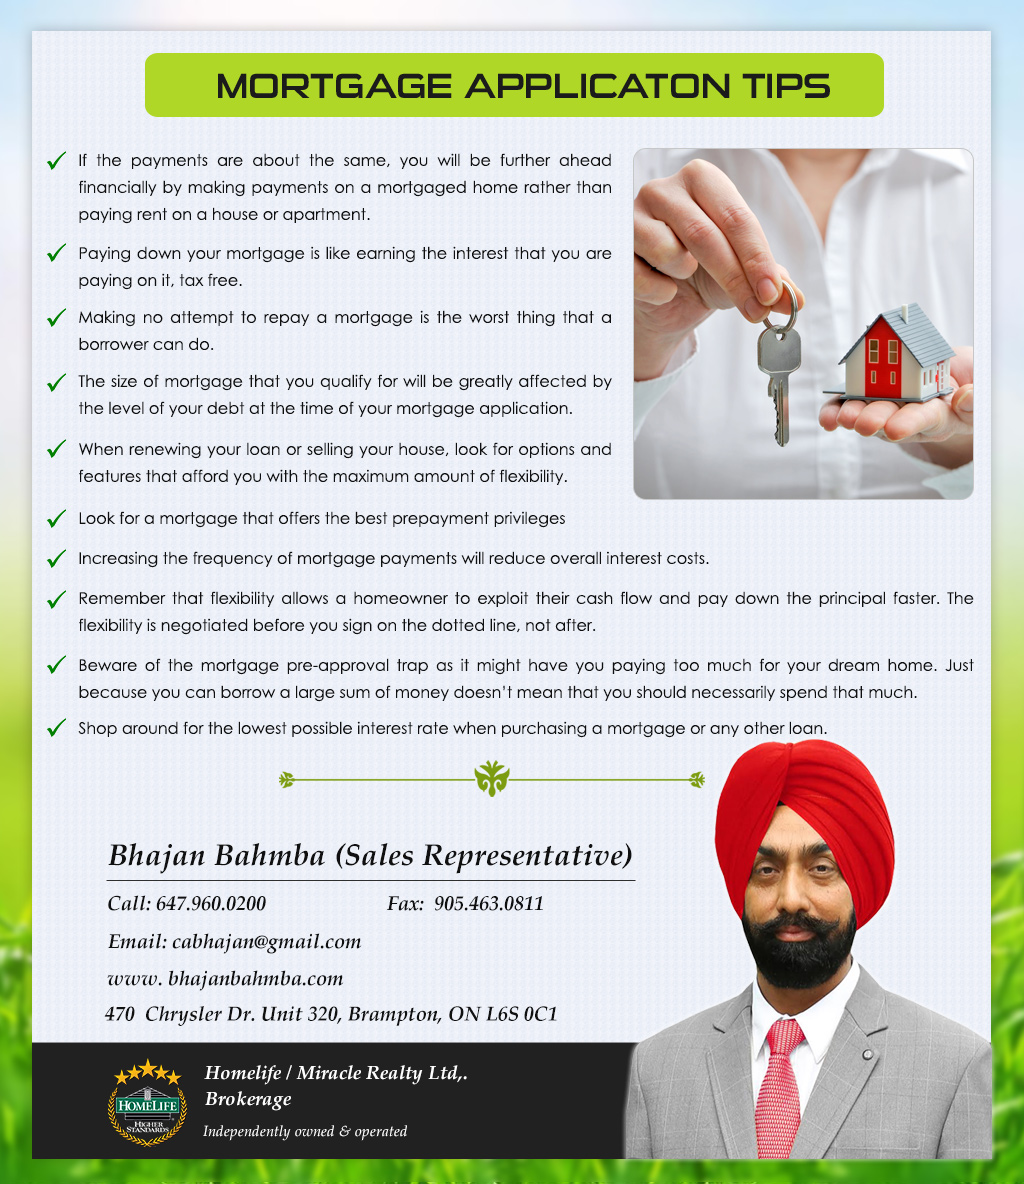 MORTGAGE APPLICATON TIPS
If the payments are about the same, you will be further ahead
financially by making payments on a mortgaged home rather than
paying rent on a house or apartment.
Paying down your mortgage is like earning the interest that you are
paying on it, tax free.
Making no attempt to repay a mortgage is the worst thing that a
borrower can do.
The size of mortgage that you qualify for will be greatly affected by
the level of your debt at the time of your mortgage application.
When renewing your loan or selling your house, look for options and
features that afford you with the maximum amount of flexibility.
Look for a mortgage that offers the best prepayment privileges
Increasing the frequency of mortgage payments will reduce overall interest costs.
Remember that flexibility allows a homeowner to exploit their cash flow and pay down the principal faster. The
flexibility is negotiated before you sign on the dotted line, not after.
Beware of the mortgage pre-approval trap as it might have you paying too much for your dream home. Just
because you can borrow a large sum of money doesn't mean that you should necessarily spend that much.
Shop around for the lowest possible interest rate when purchasing a mortgage or any other loan.
Bhajan Bahmba (Sales Representative)
Call: 647.960.0200 Fax: 905.463.0811
Email: cabhajan@gmail.com
www. bhajanbahmba.com
470 Chrysler Dr. Unit 320, Brampton, ON L6S 0C1
Homelife / Miracle Realty Ltd,.
Brokerage
Independently owned & operated
HOMELIFE
HIGHER
STANDARDS